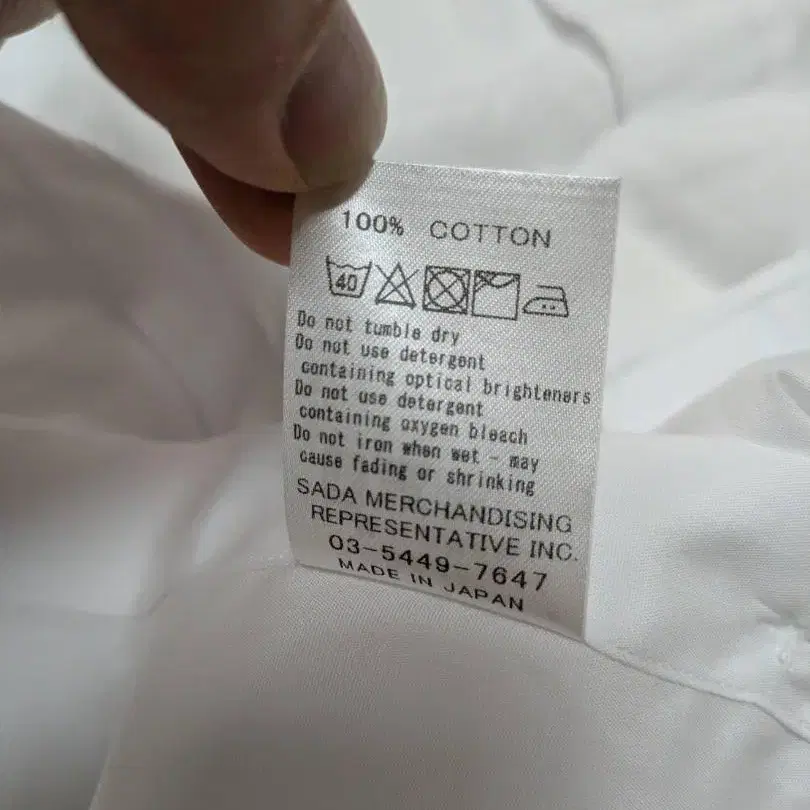 100% COTTON
40
Do not tumble dry
Do not use detergent
containing optical brighteners
Do not use detergent
containing oxygen bleach
Do not iron when wet - may
cause fading or shrinking
SADA MERCHANDISING
REPRESENTATIVE INC.
03-5449-7647
MADE IN JAPAN